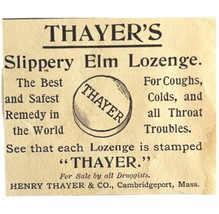 THAYER'S
Slippery Elm Lozenge.
The Best
and Safest
Remedy in
the World
THAYER
For Coughs,
Colds, and
all Throat
Troubles.
See that each Lozenge is stamped
"THAYER."
For Sale by all Druggists.
HENRY THAYER & CO., Cambridgeport, Mass.